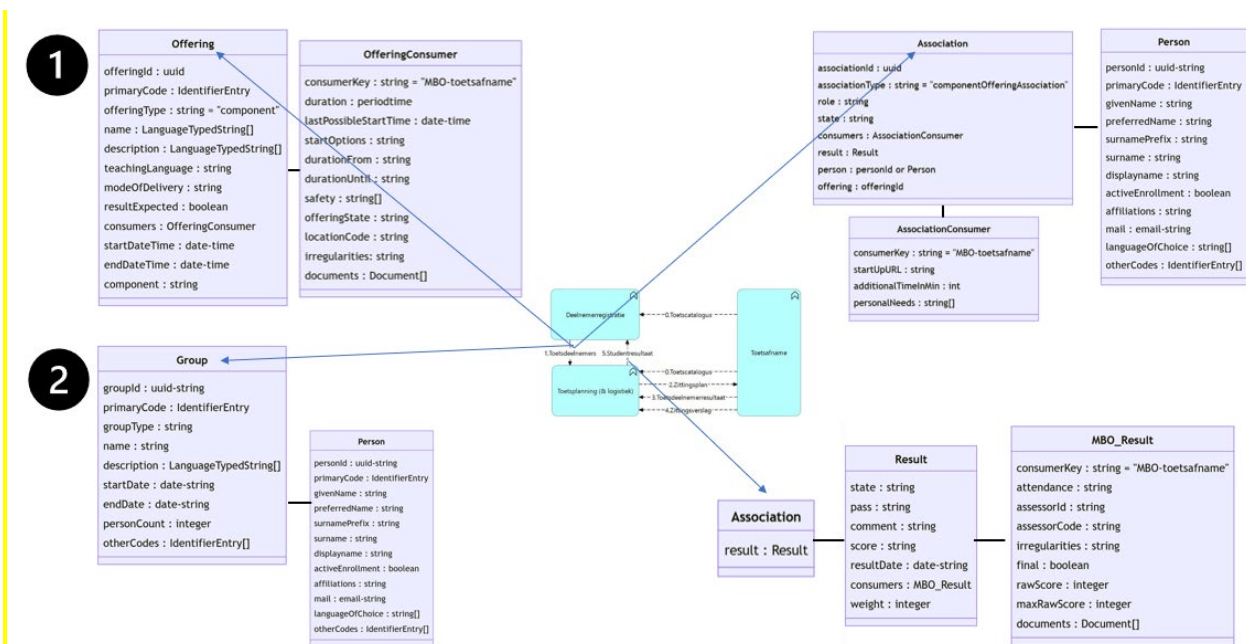 1
Offering
offeringId : uuid
primaryCode : IdentifierEntry
offeringType : string = "component"
name : LanguageTypedString[]
description : LanguageTypedString[]
teachingLanguage : string
modeOfDelivery : string
resultExpected : boolean
consumers : OfferingConsumer
startDateTime : date-time
endDateTime : date-time
component : string
OfferingConsumer
consumerKey : string = "MBO-toetsafname"
duration : periodtime
lastPossibleStartTime : date-time
startOptions : string
durationFrom : string
durationUntil : string
safety : string[]
offeringState : string
locationCode : string
irregularities: string
documents : Document[]
Association
associationId : uuid
associationType : string = "componentOfferingAssociation"
role : string
state : string
consumers : AssociationConsumer
result : Result
person : personId or Person
offering : offeringId
Person
personId : uuid-string
primaryCode : IdentifierEntry
givenName : string
preferredName : string
surnamePrefix : string
surname : string
displayname : string
activeEnrollment : boolean
affiliations : string
mail : email-string
languageOfChoice : string[]
otherCodes : IdentifierEntry[]
AssociationConsumer
consumerKey : string = "MBO-toetsafname"
startUpURL : string
additionalTimeInMin : int
personalNeeds : string[]
Deelnemerregistratie
0.Toetscatalogus
Toetsafname
1.Toetsdeelnemers
5.Studentresultaat
Toetsplanning (& logistiek)
0.Toetscatalogus
2.Zittingsplan
3.Toetsdeelnemerresultaat
4.Zittingsverslag
2
Group
groupId : uuid-string
primaryCode : IdentifierEntry
groupType : string
name : string
description : LanguageTypedString[]
startDate : date-string
endDate : date-string
personCount : integer
otherCodes : IdentifierEntry[]
Person
personId : uuid-string
primaryCode : IdentifierEntry
givenName : string
preferredName : string
surnamePrefix : string
surname : string
displayname : string
activeEnrollment : boolean
affiliations : string
mail : email-string
languageOfChoice : string[]
otherCodes : IdentifierEntry[]
Association
result : Result
Result
state : string
pass : string
comment : string
score : string
resultDate : date-string
consumers : MBO_Result
weight : integer
MBO_Result
consumerKey : string = "MBO-toetsafname"
attendance : string
assessorId : string
assessorCode : string
irregularities : string
final : boolean
rawScore : integer
maxRawScore : integer
documents : Document[]